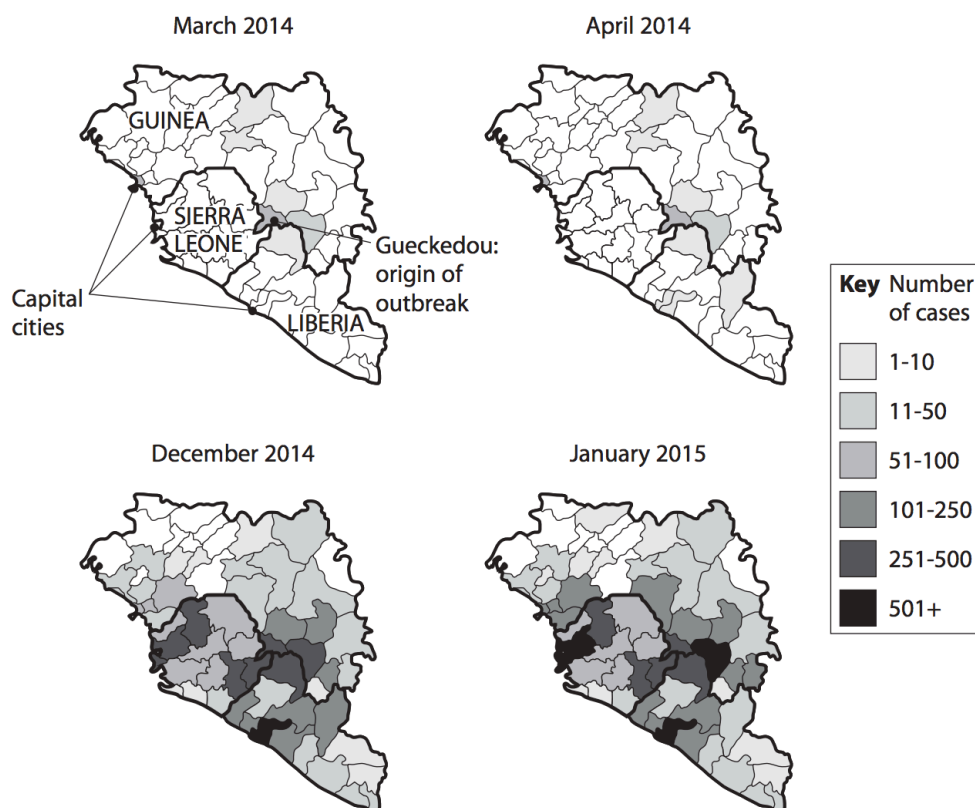 March 2014
April 2014
GUINEA
SIERRA
LEONE
Gueckedou:
origin of
outbreak
Capital
cities
LIBERIA
Key Number
of cases
1-10
11-50
51-100
101-250
251-500
501+
December 2014
January 2015